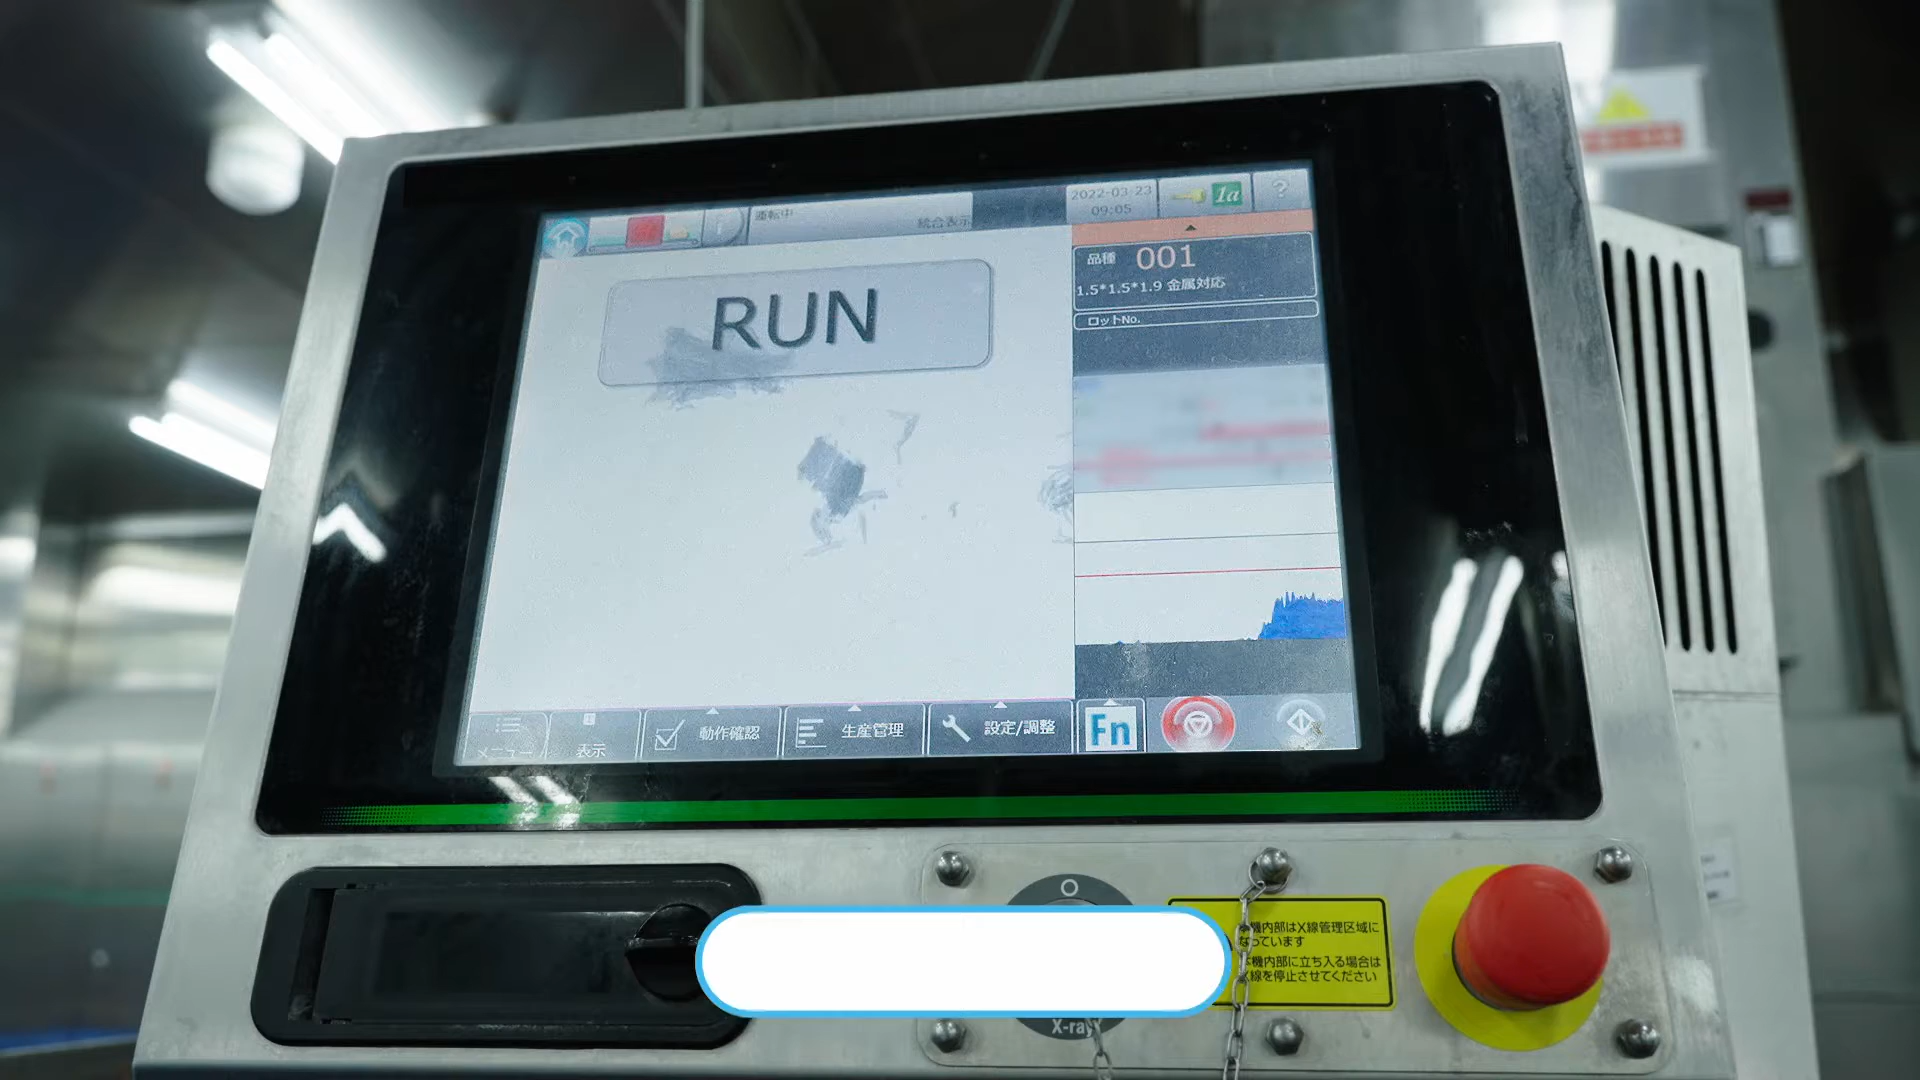 運転中
統合表示
2022-03-23
09:05
1a
?
RUN
品種 001
1.5*1.5*1.9 金属対応
ロットNo.
メニュー
表示
動作確認
生産管理
設定/調整
Fn
本機内部はX線管理区域に
なっています
本機内部に立ち入る場合は
X線を停止させてください
X-ray